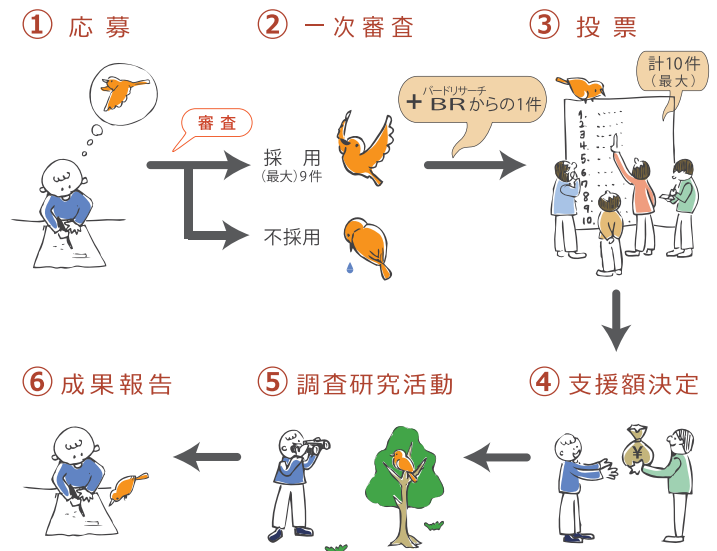 ① 応募
② 一次審査
③ 投票
計10件
（最大）
バードリサーチ
+BRからの1件
審査
採用
（最大）9件
不採用
1.
2.
3.
4.
5.
6.
7.
8.
9.
10.
⑥ 成果報告
⑤ 調査研究活動
④ 支援額決定
¥